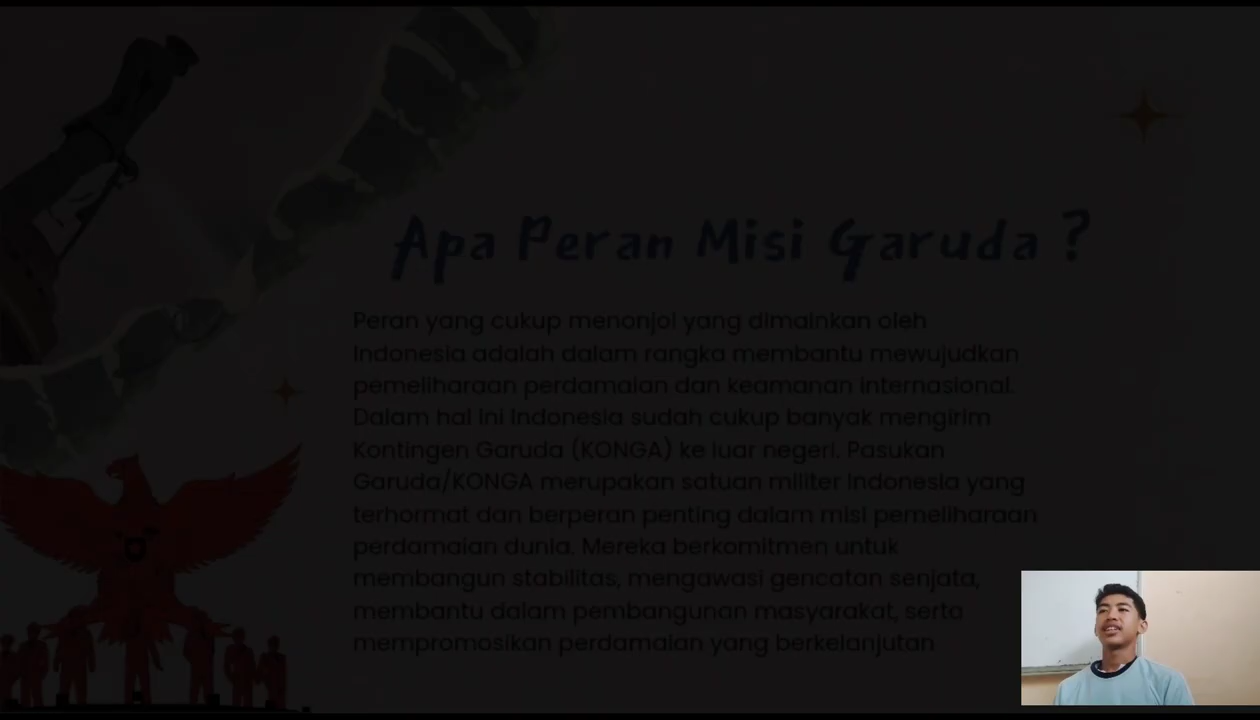 Apa Peran Misi Garuda ?
Peran yang cukup menonjol yang dimainkan oleh
Indonesia adalah dalam rangka membantu mewujudkan
pemeliharaan perdamaian dan keamanan internasional.
Dalam hal ini Indonesia sudah cukup banyak mengirim
Kontingen Garuda (KONGA) ke luar negeri. Pasukan
Garuda/KONGA merupakan satuan militer Indonesia yang
terhormat dan berperan penting dalam misi pemeliharaan
perdamaian dunia. Mereka berkomitmen untuk
membangun stabilitas, mengawasi gencatan senjata,
membantu dalam pembangunan masyarakat, serta
mempromosikan perdamaian yang berkelanjutan